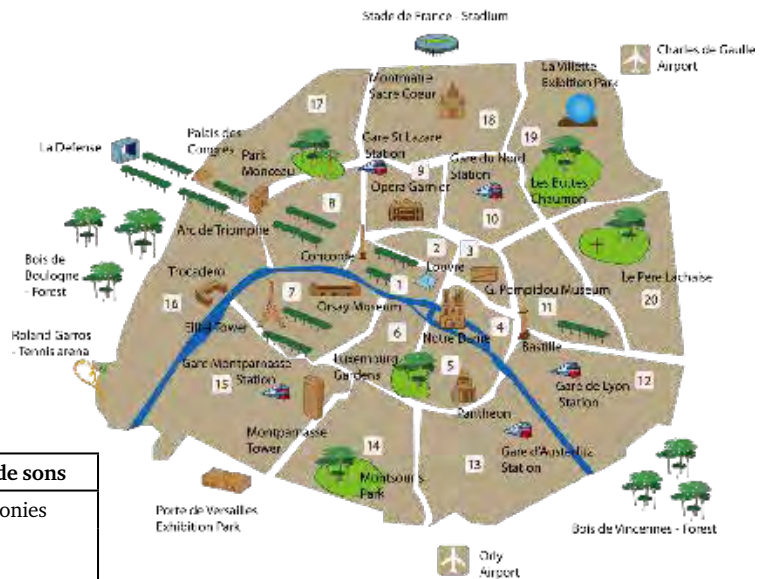 Stade de France - Stadium
Charles de Gaulle
Airport
La Villette
Exibition Park
Montmatre
Sacre Coeur
17
18
19
La Defense
Palais des
Congrès
Park
Monceau
Gare St Lazare
Station
9
Gare du Nord
Station
Opera Garnier
Les Buttes
Chaumon
8
10
Arc de Triomphe
Concorde
2
3
Louvre
Le Pere Lachaise
Bois de
Boulogne
- Forest
Trocadero
1
G. Pompidou Museum
16
7
Orsay Museum
11
20
Eiffel Tower
6
Notre Dame
4
Bastille
Roland Garros
- Tennis arena
Gare Montparnasse
Station
15
Luxembourg
Gardens
5
Gare de Lyon
Station
12
Pantheon
Montparnasse
Tower
14
13
Gare d'Austerlitz
Station
Montsouris
Park
de sons
onies
Porte de Versailles
Exhibition Park
Bois de Vincennes - Forest
Orly
Airport